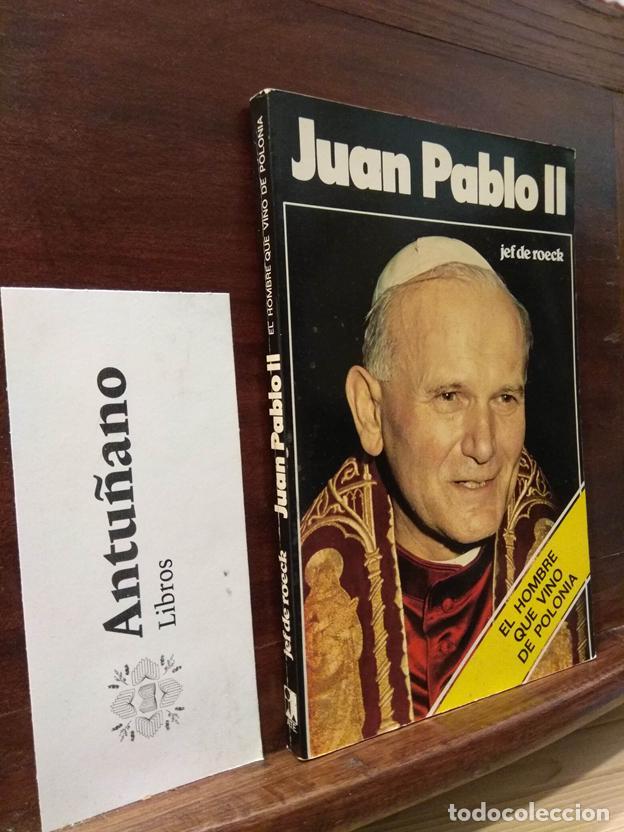 Antuñano
Libros
jef de roeck Juan Pablo II EL HOMBRE QUE VINO DE POLONIA
Juan Pablo II
jef de roeck
EL HOMBRE
QUE VINO
DE POLONIA
todocoleccion